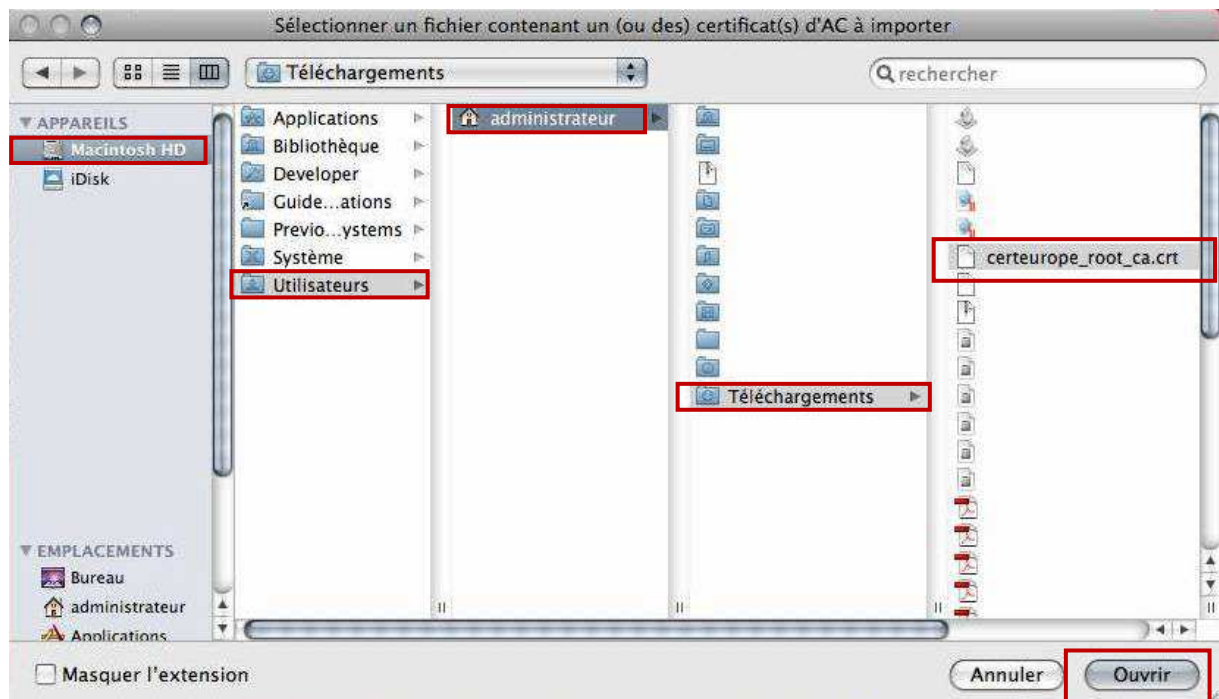 Sélectionner un fichier contenant un (ou des) certificat(s) d'AC à importer
Téléchargements
rechercher
APPAREILS
Macintosh HD
iDisk
EMPLACEMENTS
Bureau
administrateur
Applications
Applications
Bibliothèque
Developer
Guide...ations
Previo...ystems
Système
Utilisateurs
administrateur
Téléchargements
certeurope_root_ca.crt
Masquer l'extension
Annuler
Ouvrir